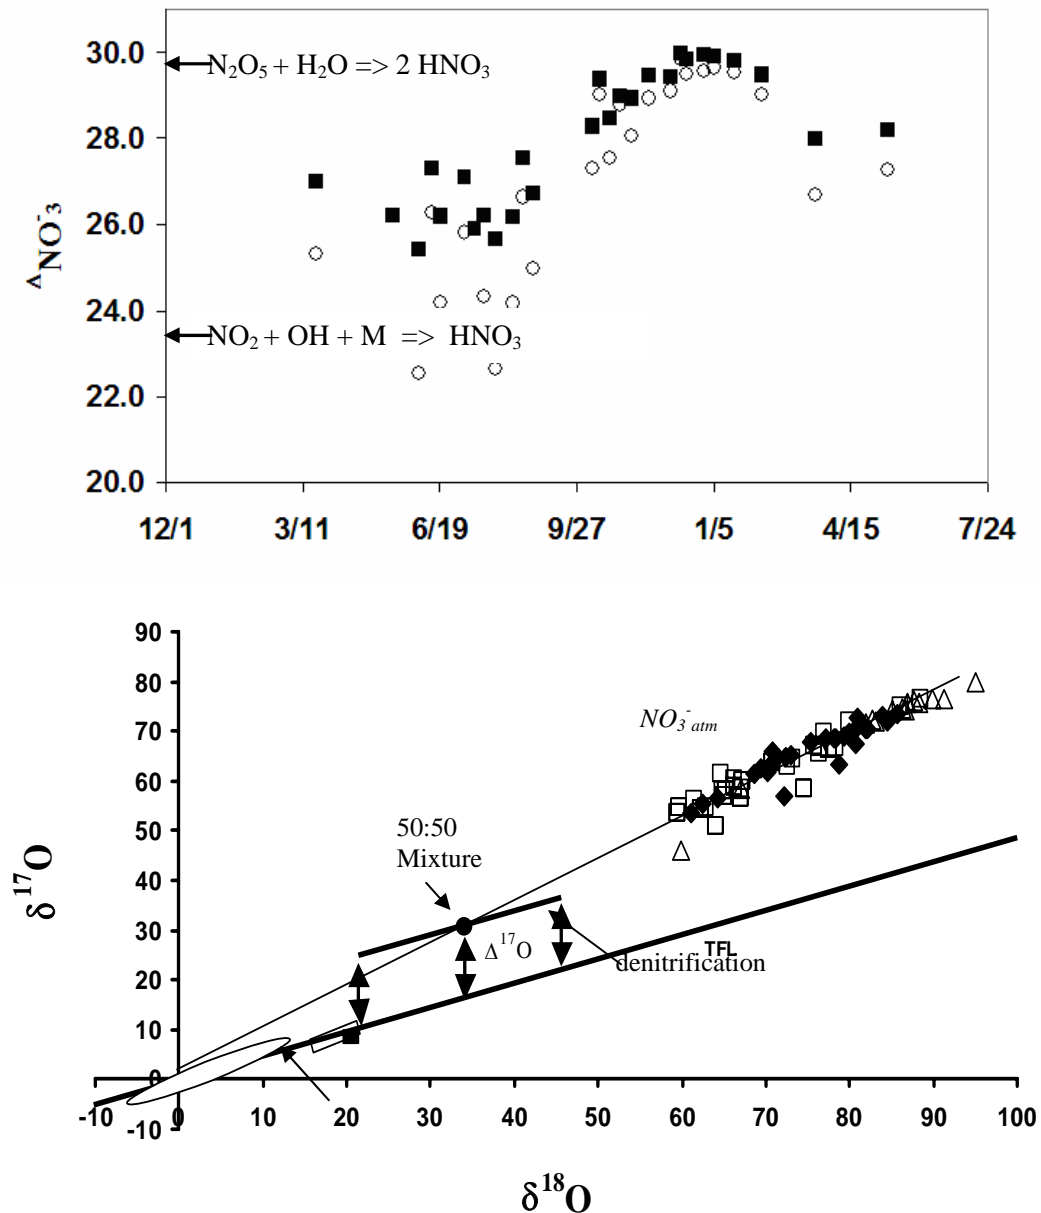 30.0
28.0
26.0
24.0
22.0
20.0
ΔNO⁻₃
N₂O₅ + H₂O => 2 HNO₃
NO₂ + OH + M => HNO₃
12/1 3/11 6/19 9/27 1/5 4/15 7/24
90
80
70
60
50
40
30
20
10
0
-10
δ¹⁷O
NO₃⁻atm
50:50
Mixture
Δ¹⁷O
TFL
denitrification
-10 0 10 20 30 40 50 60 70 80 90 100
δ¹⁸O